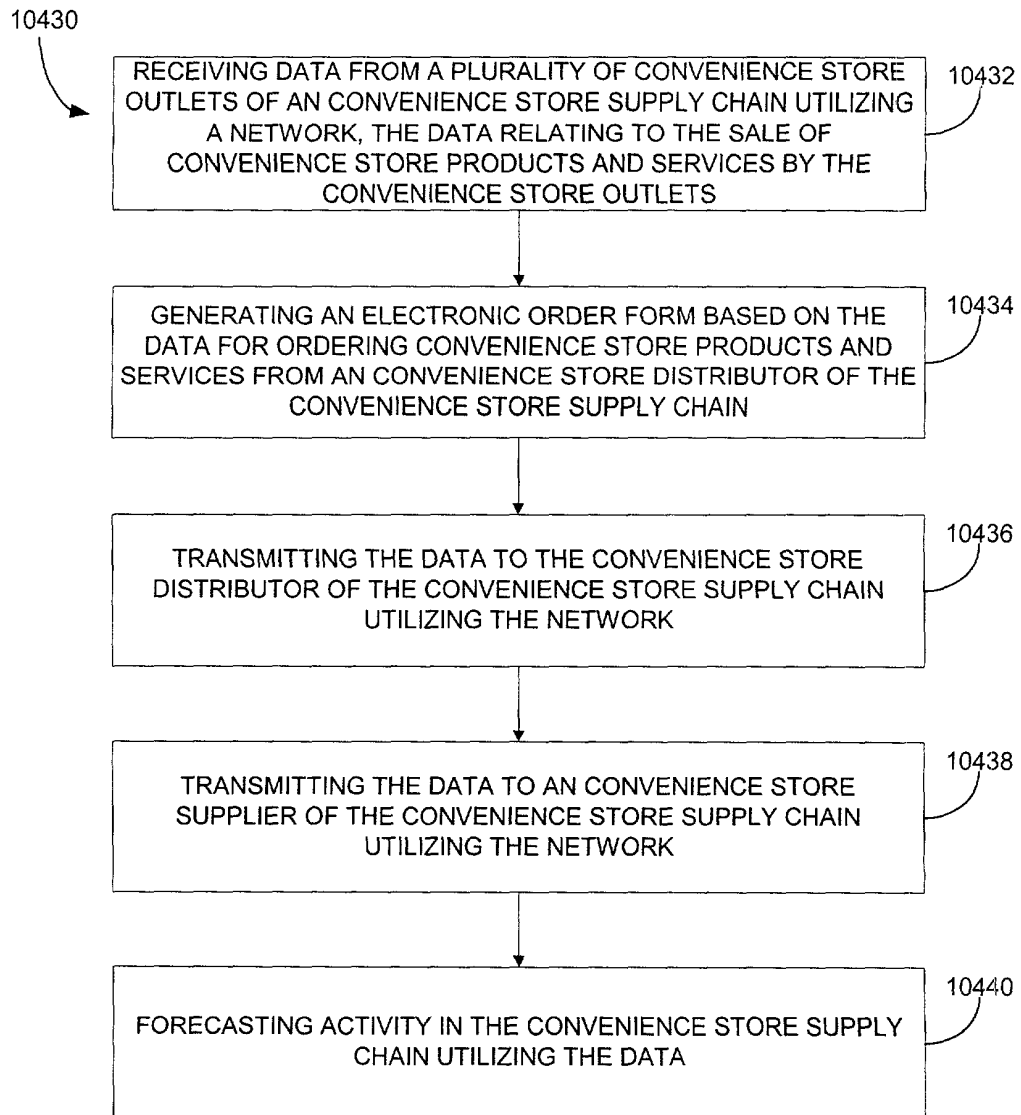 10430
RECEIVING DATA FROM A PLURALITY OF CONVENIENCE STORE
OUTLETS OF AN CONVENIENCE STORE SUPPLY CHAIN UTILIZING
A NETWORK, THE DATA RELATING TO THE SALE OF
CONVENIENCE STORE PRODUCTS AND SERVICES BY THE
CONVENIENCE STORE OUTLETS
10432
GENERATING AN ELECTRONIC ORDER FORM BASED ON THE
DATA FOR ORDERING CONVENIENCE STORE PRODUCTS AND
SERVICES FROM AN CONVENIENCE STORE DISTRIBUTOR OF THE
CONVENIENCE STORE SUPPLY CHAIN
10434
TRANSMITTING THE DATA TO THE CONVENIENCE STORE
DISTRIBUTOR OF THE CONVENIENCE STORE SUPPLY CHAIN
UTILIZING THE NETWORK
10436
TRANSMITTING THE DATA TO AN CONVENIENCE STORE
SUPPLIER OF THE CONVENIENCE STORE SUPPLY CHAIN
UTILIZING THE NETWORK
10438
FORECASTING ACTIVITY IN THE CONVENIENCE STORE SUPPLY
CHAIN UTILIZING THE DATA
10440